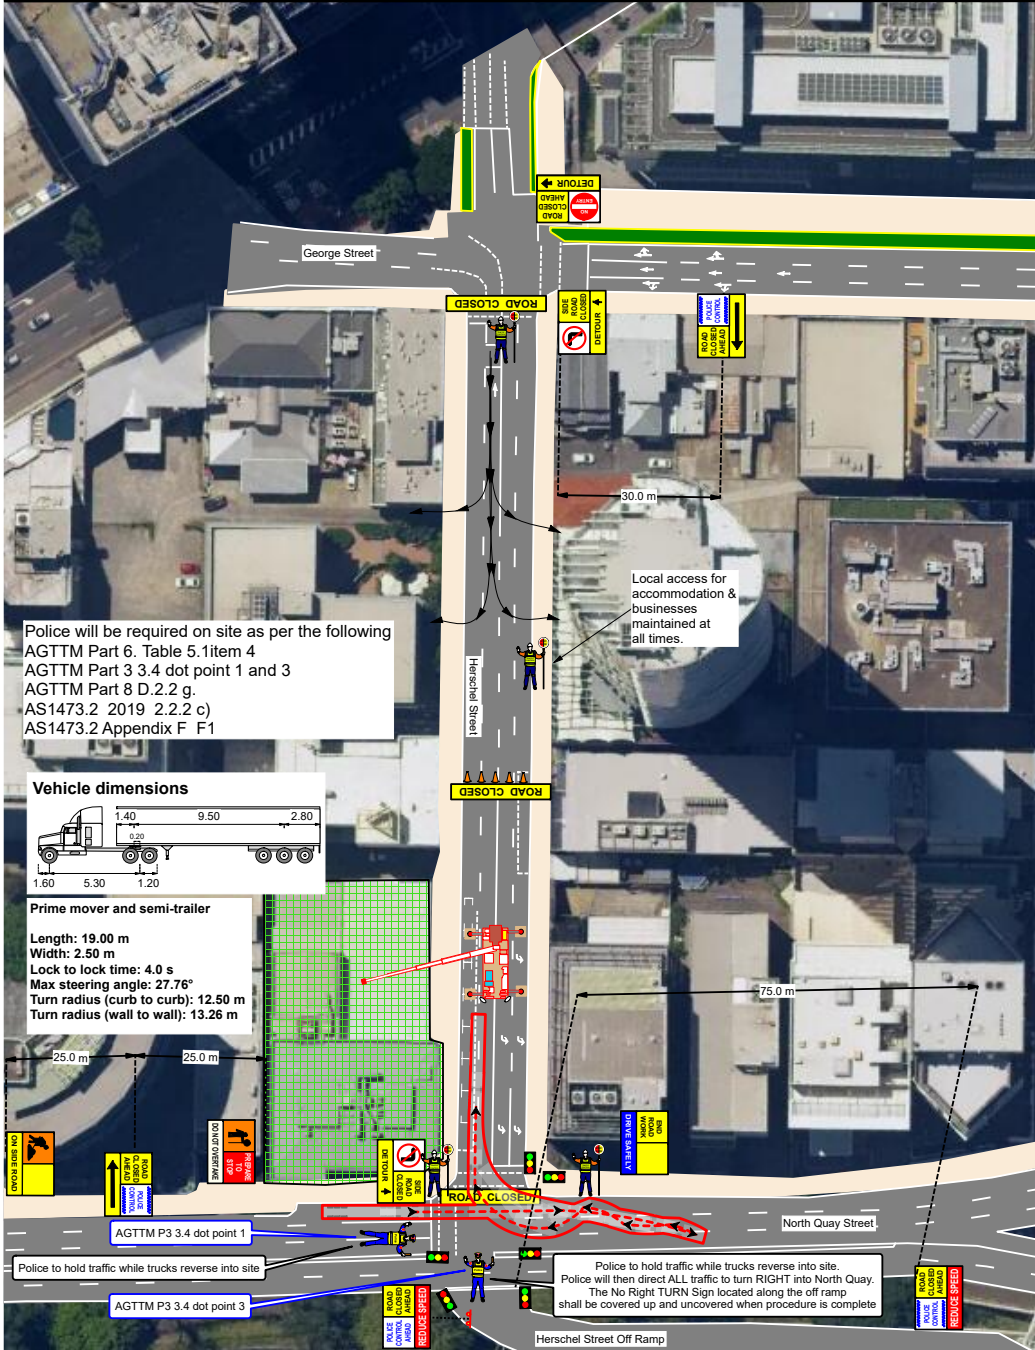 DETOUR
ROAD
CLOSED
AHEAD
NO
ENTRY
George Street
ROAD CLOSED
SIDE
ROAD
CLOSED
DETOUR
POLICE
CONTROL
ROAD
CLOSED
AHEAD
30.0 m
Local access for
accommodation &
businesses
maintained at
all times.
Police will be required on site as per the following
AGTTM Part 6. Table 5.1item 4
AGTTM Part 3 3.4 dot point 1 and 3
AGTTM Part 8 D.2.2 g.
AS1473.2  2019  2.2.2 c)
AS1473.2 Appendix F  F1
Herschel Street
ROAD CLOSED
Vehicle dimensions
1.40
9.50
2.80
0.20
1.60
5.30
1.20
Prime mover and semi-trailer
Length: 19.00 m
Width: 2.50 m
Lock to lock time: 4.0 s
Max steering angle: 27.76°
Turn radius (curb to curb): 12.50 m
Turn radius (wall to wall): 13.26 m
75.0 m
25.0 m
25.0 m
ON SIDE ROAD
ROAD
CLOSED
AHEAD
POLICE
CONTROL
DO NOT OVERTAKE
PREPARE
TO
STOP
DETOUR
SIDE
ROAD
CLOSED
END
ROAD
WORK
DRIVE SAFELY
ROAD CLOSED
North Quay Street
AGTTM P3 3.4 dot point 1
Police to hold traffic while trucks reverse into site
AGTTM P3 3.4 dot point 3
Police to hold traffic while trucks reverse into site.
Police will then direct ALL traffic to turn RIGHT into North Quay.
The No Right TURN Sign located along the off ramp
shall be covered up and uncovered when procedure is complete
ROAD
CLOSED
AHEAD
POLICE
CONTROL
AHEAD
REDUCE SPEED
ROAD
CLOSED
AHEAD
POLICE
CONTROL
REDUCE SPEED
Herschel Street Off Ramp